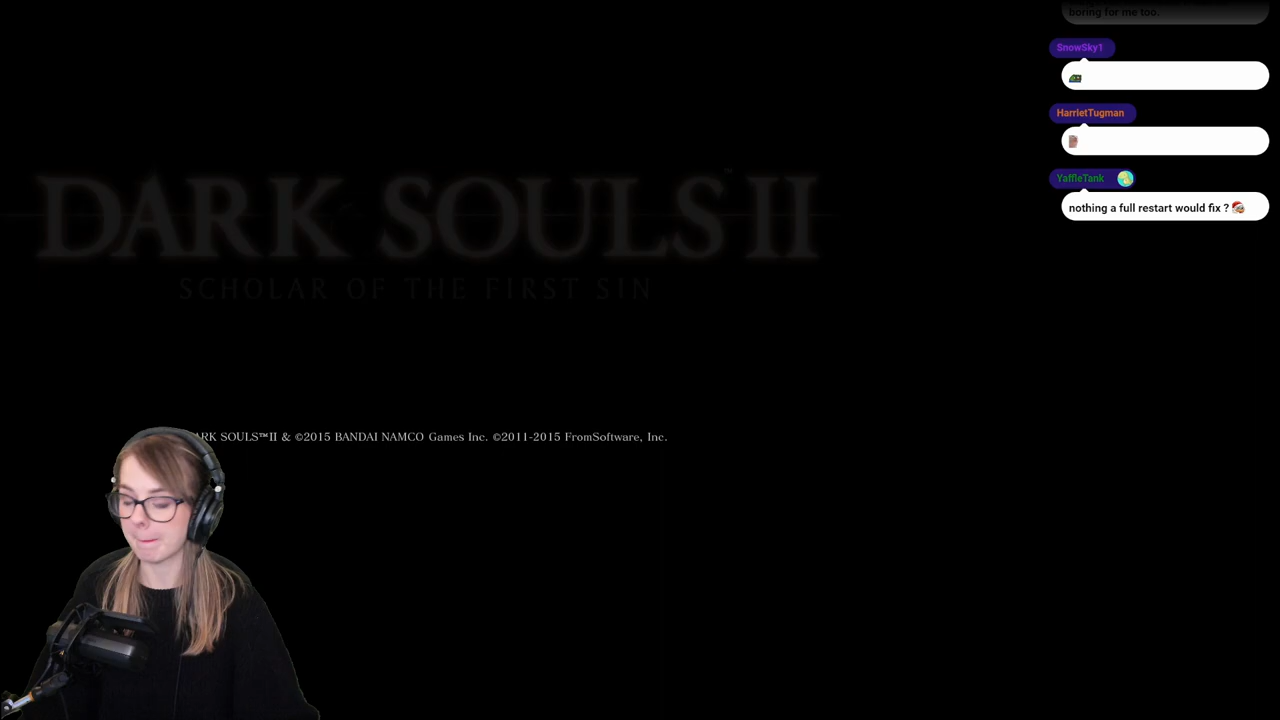 boring for me too.
SnowSky1
HarrietTugman
YaffleTank
nothing a full restart would fix ?
DARK SOULS™ II
SCHOLAR OF THE FIRST SIN
ARK SOULS™II & ©2015 BANDAI NAMCO Games Inc. ©2011-2015 FromSoftware, Inc.